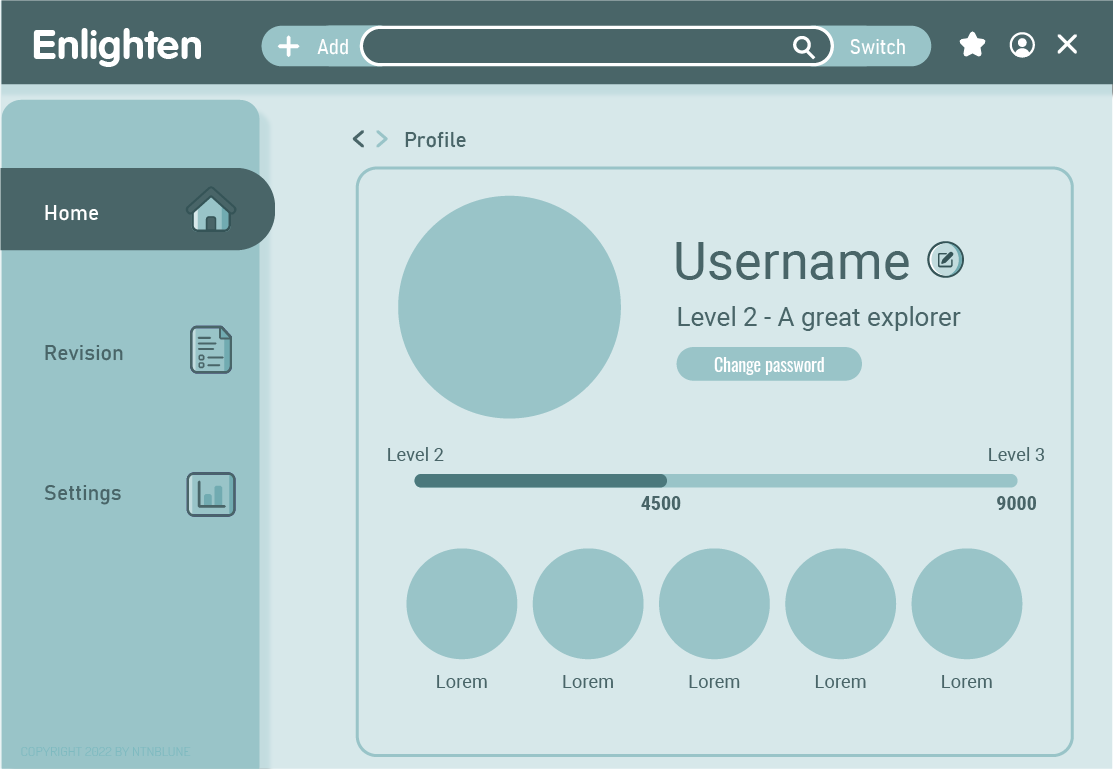 Enlighten
Add
Switch
Profile
Home
Revision
Settings
Username
Level 2 - A great explorer
Change password
Level 2
Level 3
4500
9000
Lorem
Lorem
Lorem
Lorem
Lorem
COPYRIGHT 2022 BY NTNBLUNE